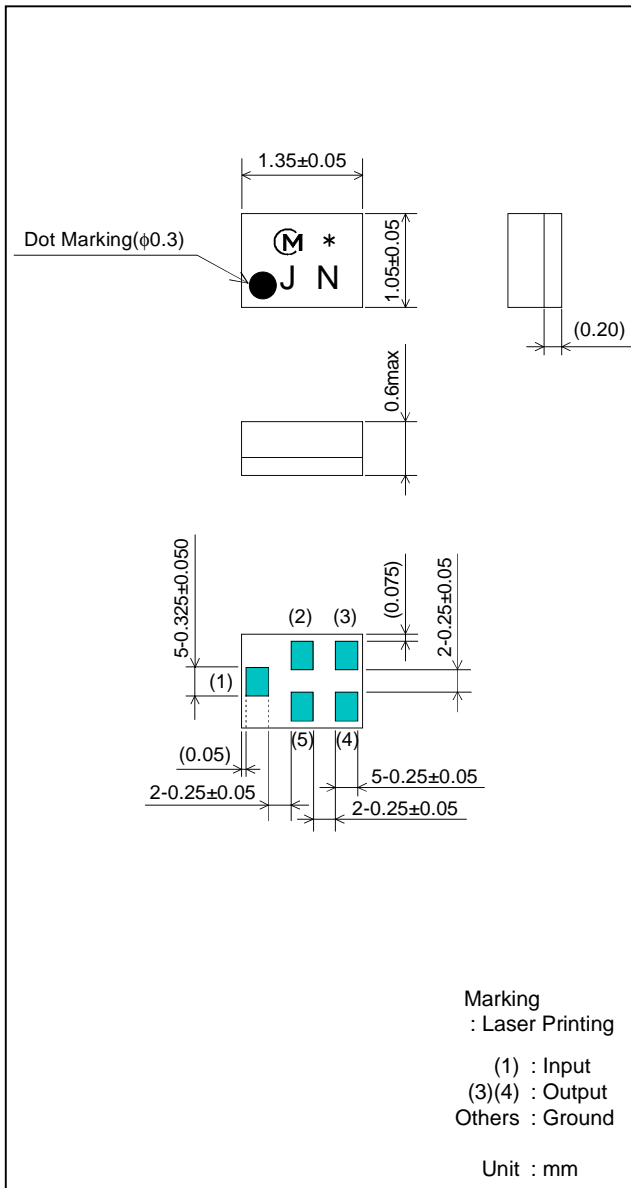 1.35±0.05
Dot Marking(ϕ0.3)
M *
J N
1.05±0.05
(0.20)
0.6max
5-0.325±0.050
(0.075)
2-0.25±0.05
(2) (3)
(1)
(5) (4)
(0.05)
5-0.25±0.05
2-0.25±0.05
2-0.25±0.05
Marking
: Laser Printing
(1) : Input
(3)(4) : Output
Others : Ground
Unit : mm